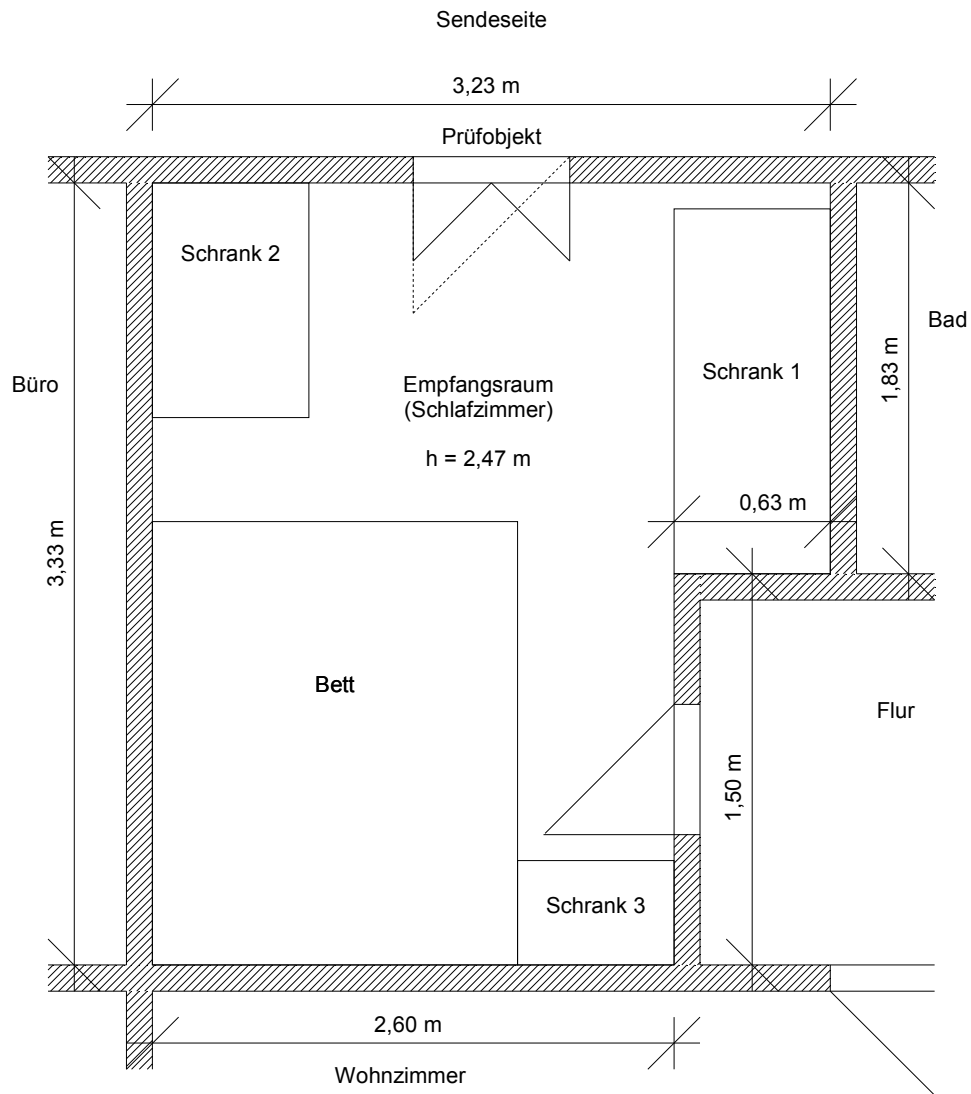 Sendeseite
3,23 m
Prüfobjekt
Schrank 2
Bad
Schrank 1
1,83 m
Büro
Empfangsraum
(Schlafzimmer)
h = 2,47 m
0,63 m
3,33 m
Bett
Flur
1,50 m
Schrank 3
2,60 m
Wohnzimmer